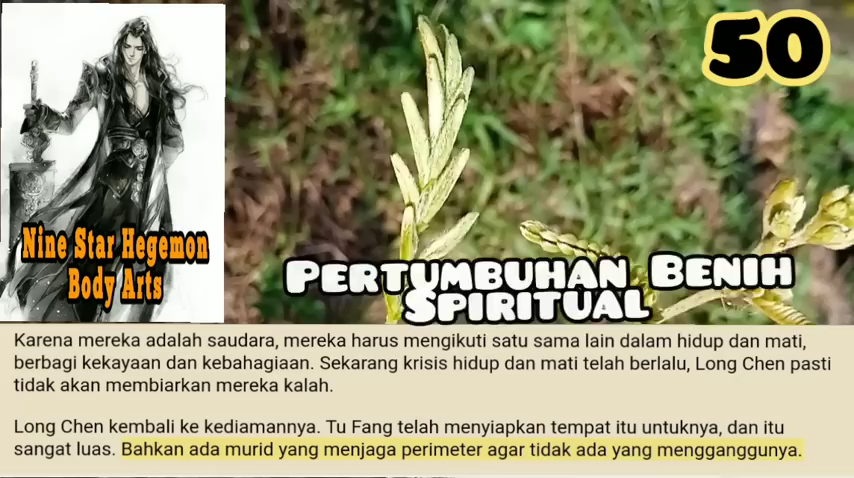 50
Nine Star Hegemon
Body Arts
Pertumbuhan Benih
Spiritual
Karena mereka adalah saudara, mereka harus mengikuti satu sama lain dalam hidup dan mati,
berbagi kekayaan dan kebahagiaan. Sekarang krisis hidup dan mati telah berlalu, Long Chen pasti
tidak akan membiarkan mereka kalah.
Long Chen kembali ke kediamannya. Tu Fang telah menyiapkan tempat itu untuknya, dan itu
sangat luas. Bahkan ada murid yang menjaga perimeter agar tidak ada yang mengganggunya.